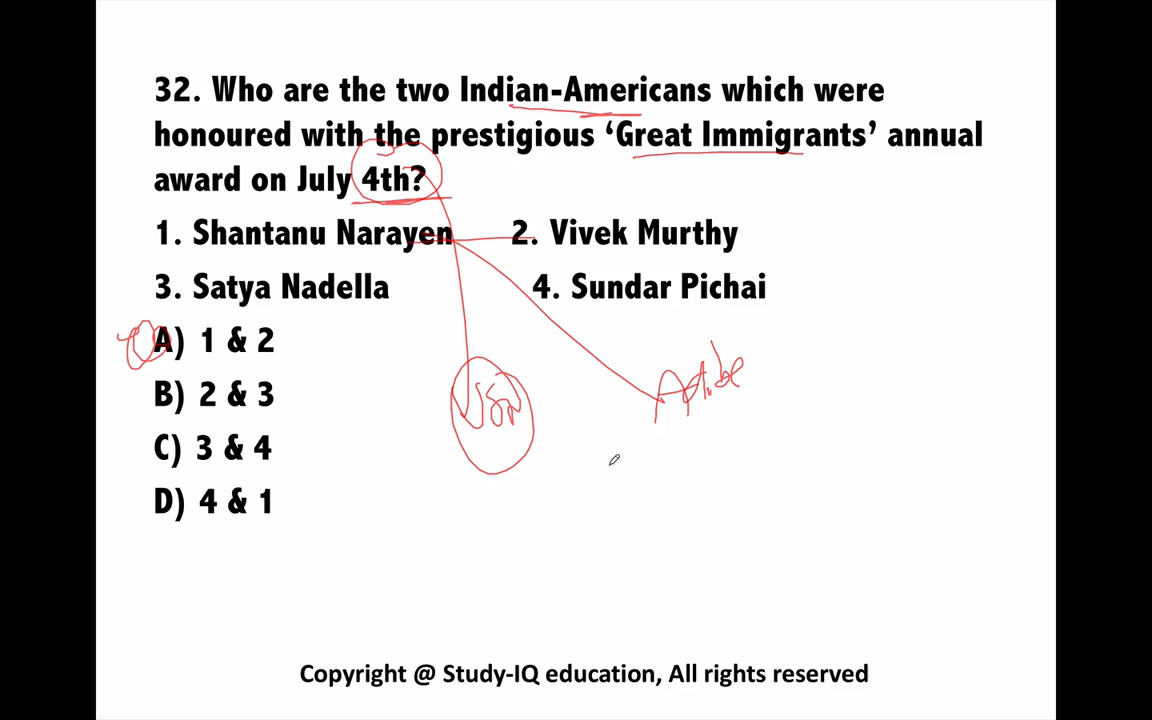 32. Who are the two Indian-Americans which were
honoured with the prestigious ‘Great Immigrants’ annual
award on July 4th?
1. Shantanu Narayen 2. Vivek Murthy
3. Satya Nadella 4. Sundar Pichai
A) 1 & 2
B) 2 & 3
C) 3 & 4
D) 4 & 1
Adobe
Copyright @ Study-IQ education, All rights reserved